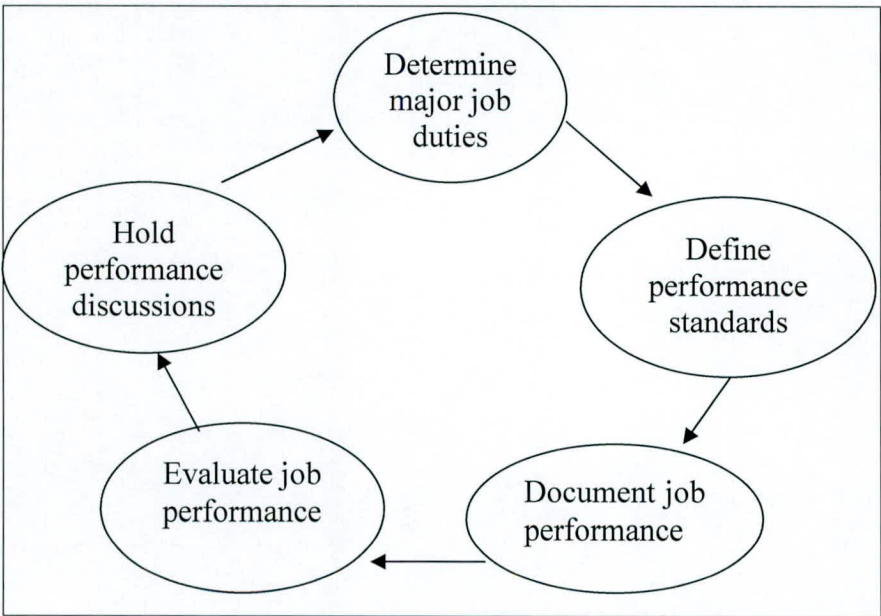 Determine
major job
duties
Define
performance
standards
Document job
performance
Evaluate job
performance
Hold
performance
discussions